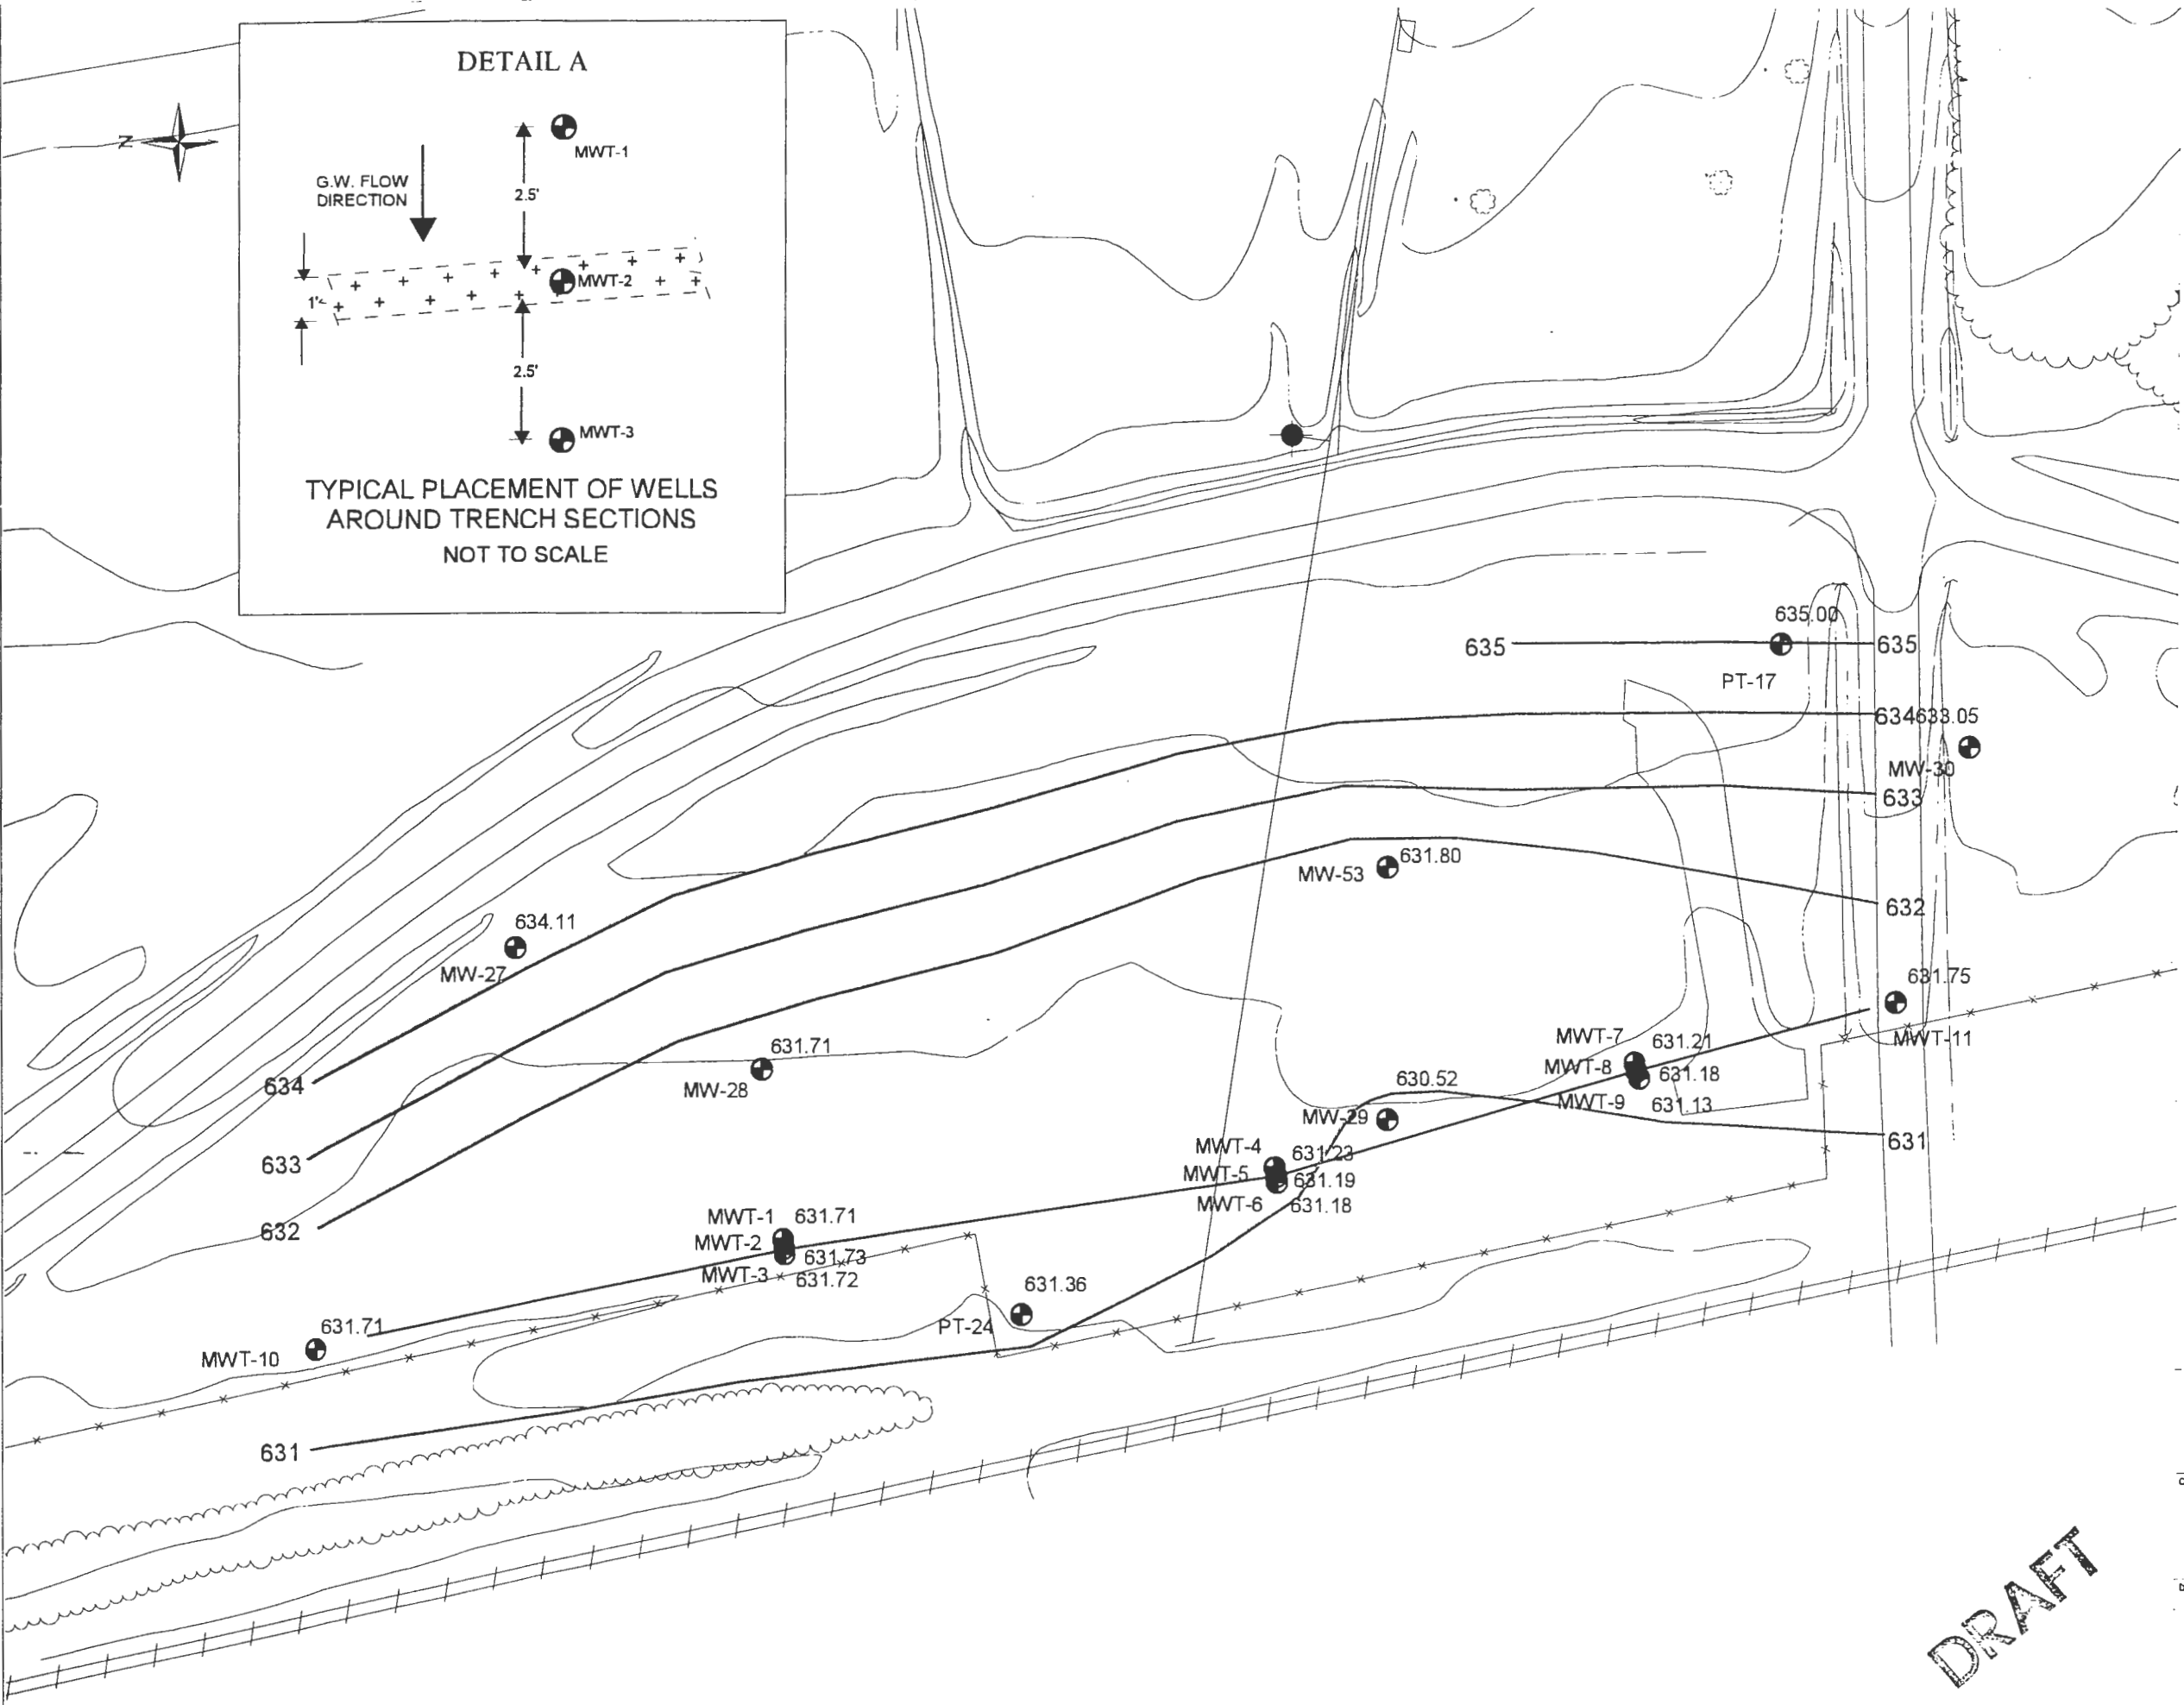 DETAIL A
N
MWT-1
G.W. FLOW
DIRECTION
2.5'
MWT-2
1'
2.5'
MWT-3
TYPICAL PLACEMENT OF WELLS
AROUND TRENCH SECTIONS
NOT TO SCALE
635.00
635
635
PT-17
634
633.05
MW-30
633
631.80
MW-53
632
634.11
MW-27
631.75
MWT-11
631.71
MW-28
MWT-7
631.21
MWT-8
631.18
MWT-9
631.13
634
630.52
MW-29
631
MWT-4
631.23
MWT-5
631.19
MWT-6
631.18
633
632
MWT-1
631.71
MWT-2
631.73
MWT-3
631.72
631.36
PT-24
631.71
MWT-10
631
DRAFT